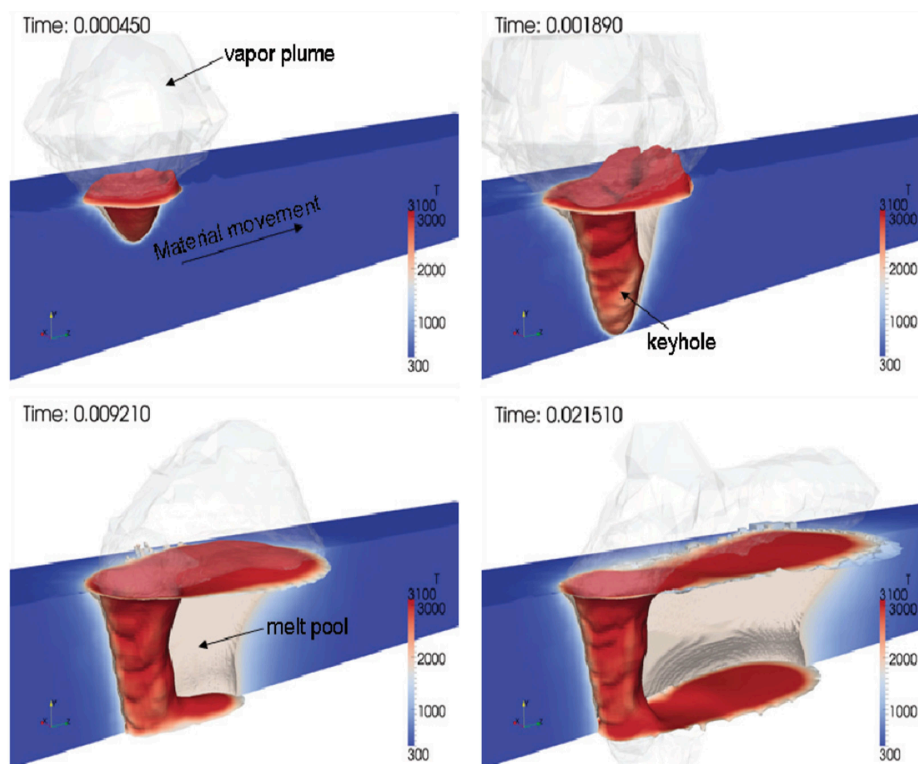 Time: 0.000450
vapor plume
Material movement
T
3100
3000
2000
1000
300
Time: 0.001890
keyhole
T
3100
3000
2000
1000
300
Time: 0.009210
melt pool
T
3100
3000
2000
1000
300
Time: 0.021510
T
3100
3000
2000
1000
300